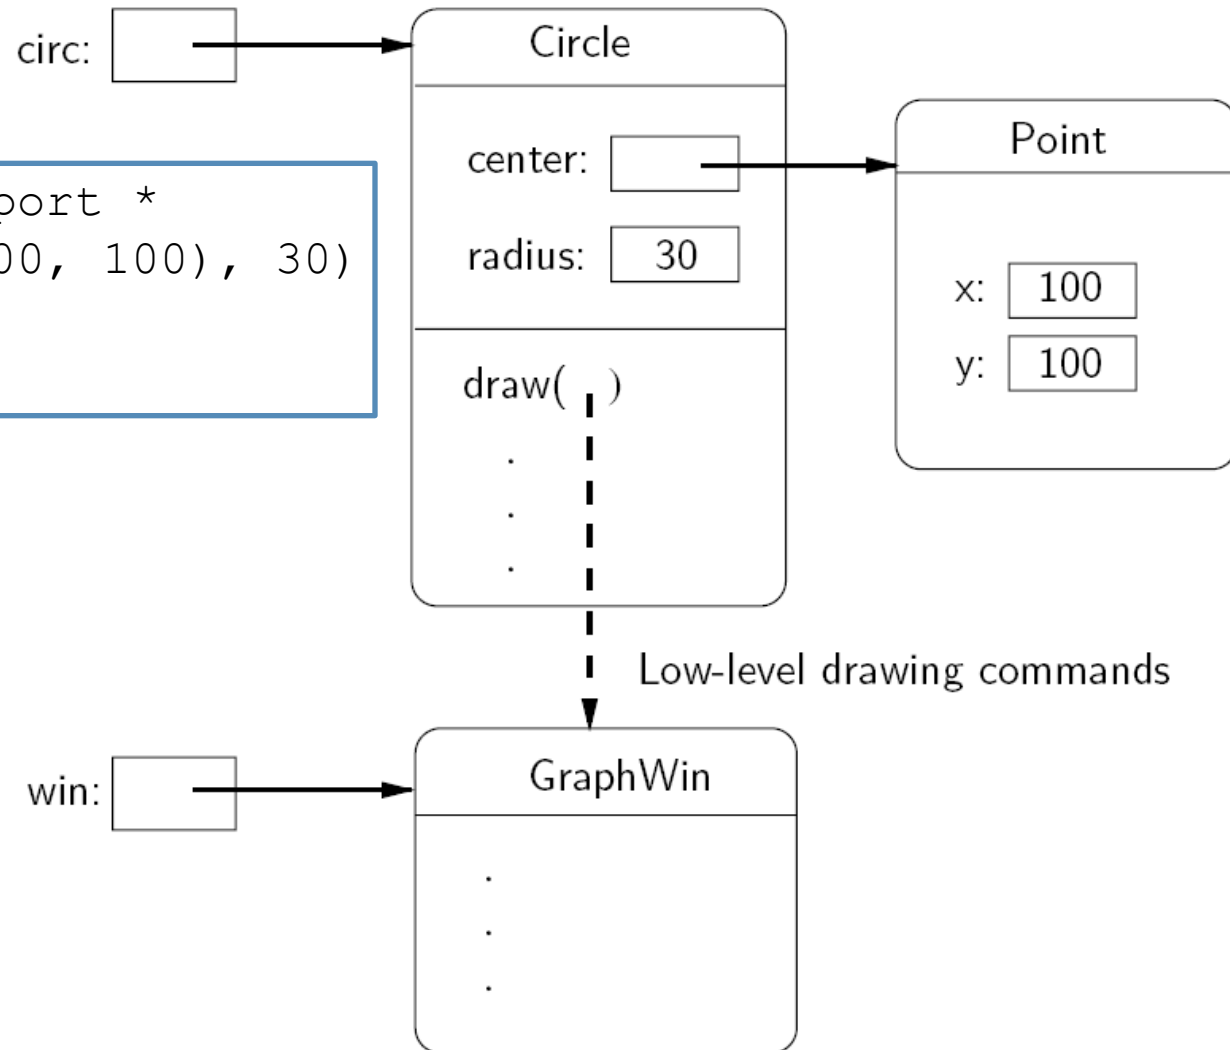 circ:
Circle
center:
radius: 30
draw( )
.
.
.
Point
x: 100
y: 100
port *
00, 100), 30)
Low-level drawing commands
win:
GraphWin
.
.
.